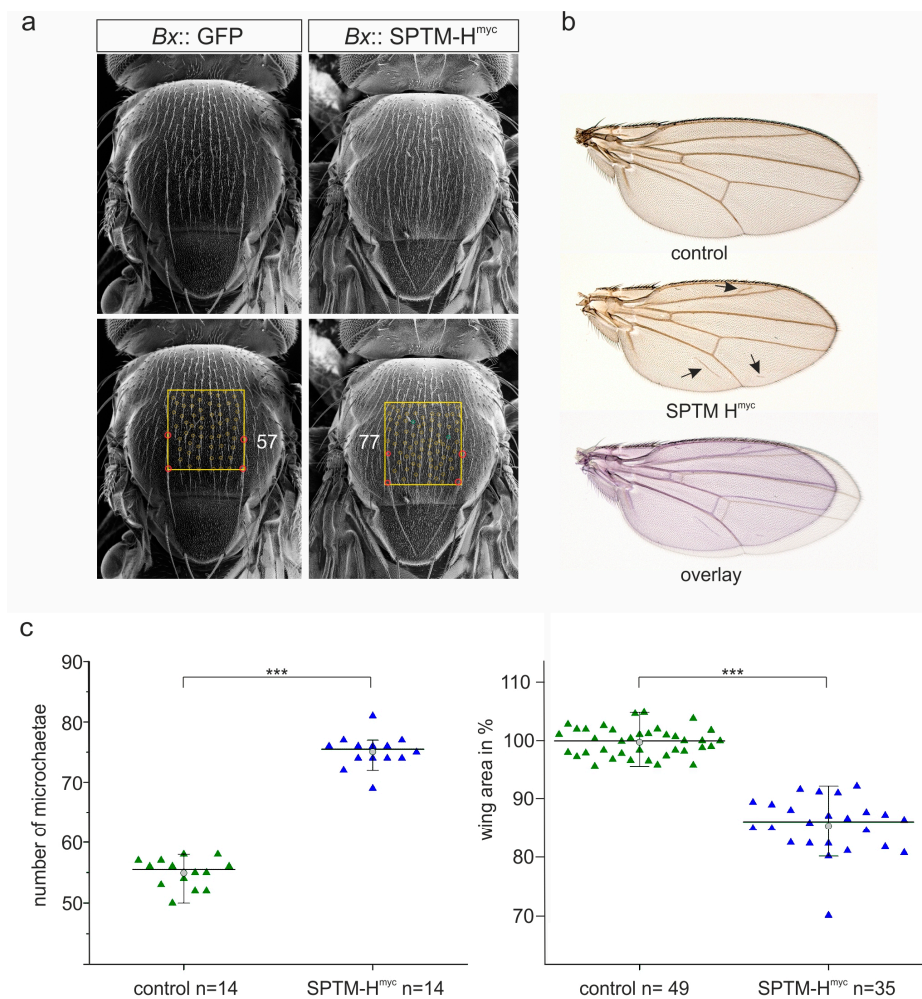 a
Bx:: GFP
Bx:: SPTM-Hmyc
57
77
b
control
SPTM Hmyc
overlay
c
number of microchaetae
90
80
70
60
50
***
control n=14
SPTM-Hmyc n=14
wing area in %
110
100
90
80
70
***
control n= 49
SPTM-Hmyc n=35